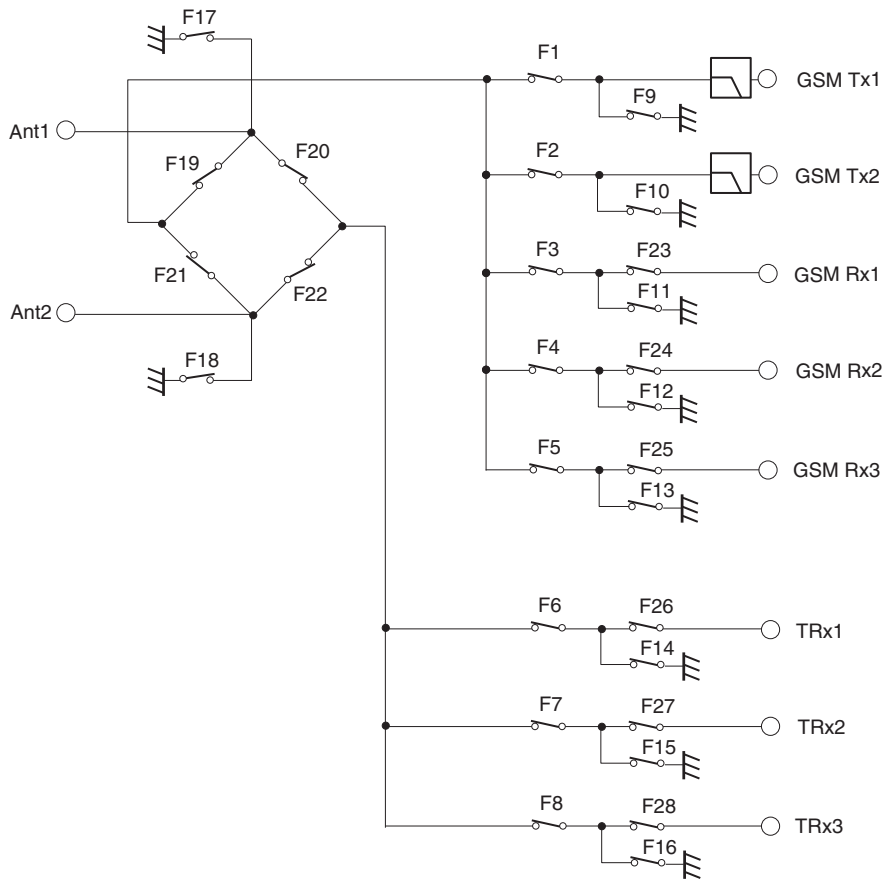 F17
F1
GSM Tx1
F9
Ant1
F19
F20
F2
GSM Tx2
F10
F21
F22
F3
F23
GSM Rx1
F11
Ant2
F18
F4
F24
GSM Rx2
F12
F5
F25
GSM Rx3
F13
F6
F26
TRx1
F14
F7
F27
TRx2
F15
F8
F28
TRx3
F16